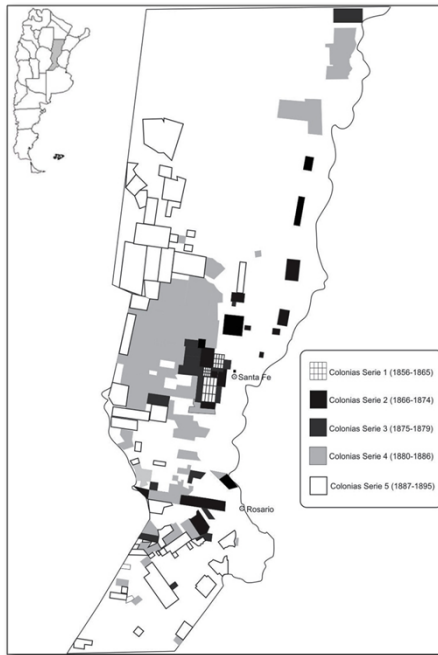 Santa Fe
Rosario
Colonias Serie 1 (1856-1865)
Colonias Serie 2 (1866-1874)
Colonias Serie 3 (1875-1879)
Colonias Serie 4 (1880-1886)
Colonias Serie 5 (1887-1895)